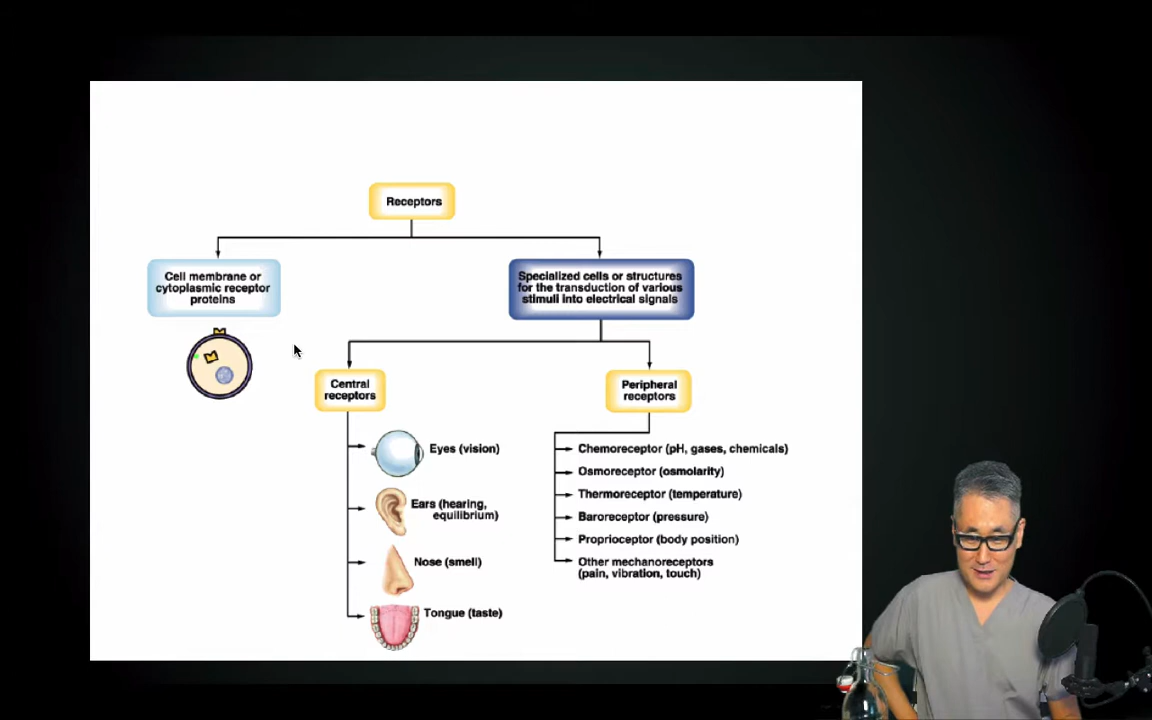 Receptors
Cell membrane or
cytoplasmic receptor
proteins
Specialized cells or structures
for the transduction of various
stimuli into electrical signals
Central
receptors
Eyes (vision)
Ears (hearing,
equilibrium)
Nose (smell)
Tongue (taste)
Peripheral
receptors
Chemoreceptor (pH, gases, chemicals)
Osmoreceptor (osmolarity)
Thermoreceptor (temperature)
Baroreceptor (pressure)
Proprioceptor (body position)
Other mechanoreceptors
(pain, vibration, touch)